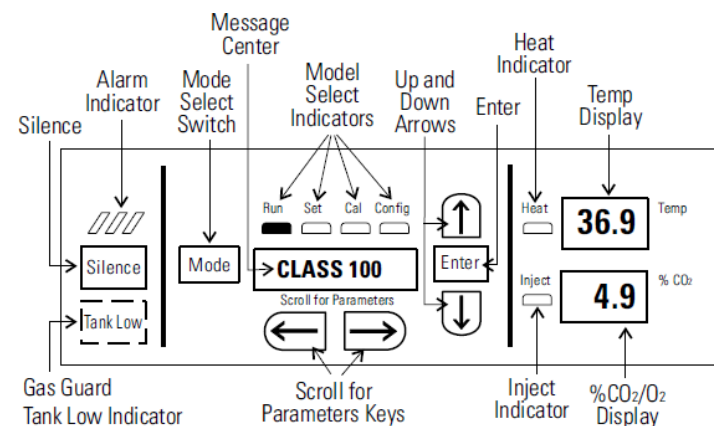 Message
Center
Alarm
Indicator
Mode
Select
Switch
Model
Select
Indicators
Up and
Down
Arrows
Enter
Heat
Indicator
Temp
Display
Silence
Run
Set
Cal
Config
Heat
36.9
Temp
Silence
Mode
CLASS 100
Enter
Inject
4.9
% CO₂
Scroll for Parameters
Tank Low
Gas Guard
Tank Low Indicator
Scroll for
Parameters Keys
Inject
Indicator
%CO₂/O₂
Display